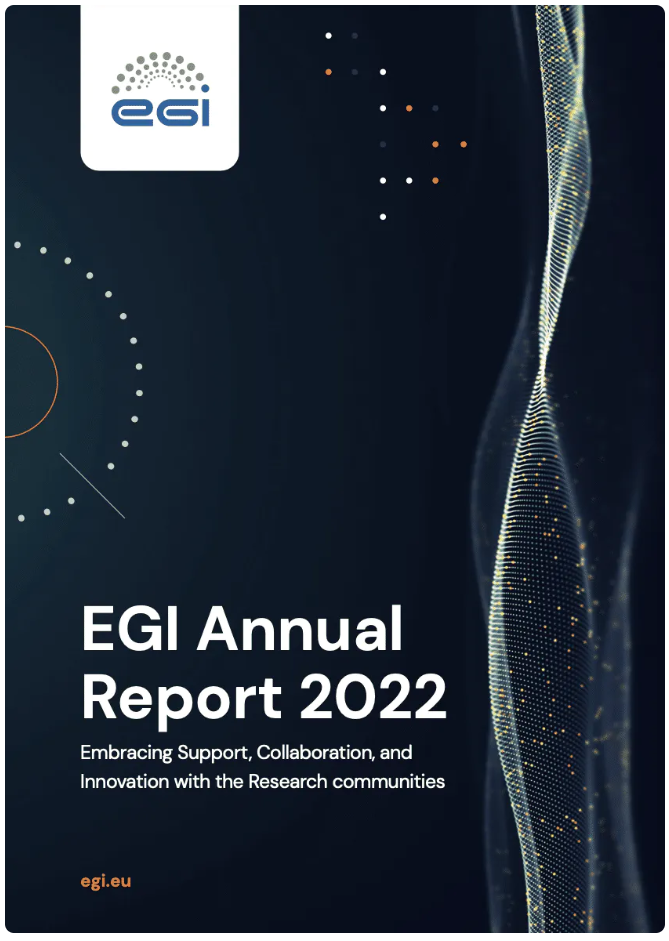 egi
EGI Annual
Report 2022
Embracing Support, Collaboration, and
Innovation with the Research communities
egi.eu